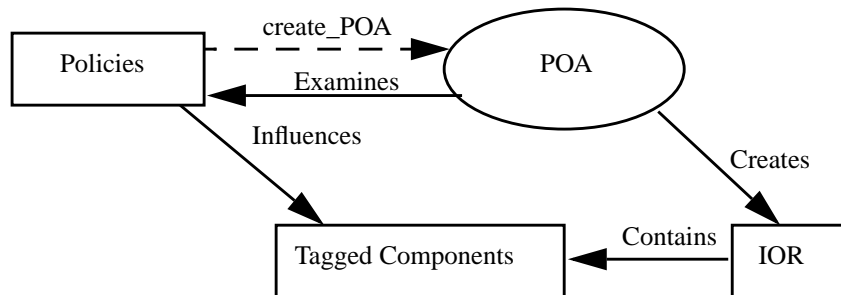 create_POA
Policies
POA
Examines
Influences
Creates
Contains
Tagged Components
IOR